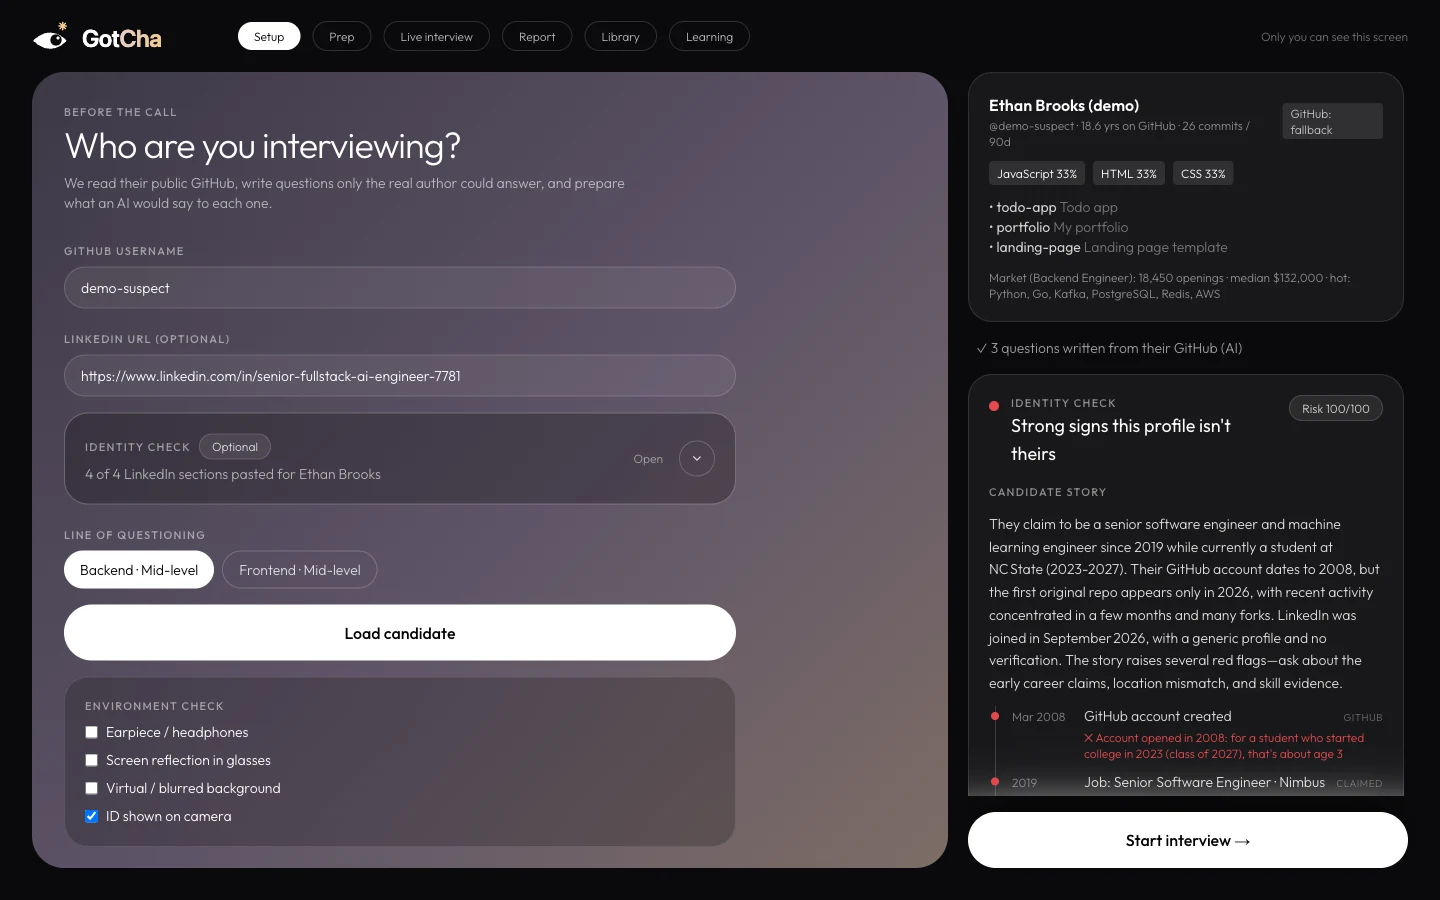 GotCha
Setup
Prep
Live interview
Report
Library
Learning
Only you can see this screen
BEFORE THE CALL
Who are you interviewing?
We read their public GitHub, write questions only the real author could answer, and prepare
what an AI would say to each one.
GITHUB USERNAME
demo-suspect
LINKEDIN URL (OPTIONAL)
https://www.linkedin.com/in/senior-fullstack-ai-engineer-7781
IDENTITY CHECK
Optional
4 of 4 LinkedIn sections pasted for Ethan Brooks
Open
LINE OF QUESTIONING
Backend · Mid-level
Frontend · Mid-level
Load candidate
ENVIRONMENT CHECK
Earpiece / headphones
Screen reflection in glasses
Virtual / blurred background
ID shown on camera
Ethan Brooks (demo)
@demo-suspect · 18.6 yrs on GitHub · 26 commits /
90d
GitHub:
fallback
JavaScript 33%
HTML 33%
CSS 33%
• todo-app Todo app
• portfolio My portfolio
• landing-page Landing page template
Market (Backend Engineer): 18,450 openings · median $132,000 · hot:
Python, Go, Kafka, PostgreSQL, Redis, AWS
✓ 3 questions written from their GitHub (AI)
IDENTITY CHECK
Risk 100/100
Strong signs this profile isn't
theirs
CANDIDATE STORY
They claim to be a senior software engineer and machine
learning engineer since 2019 while currently a student at
NC State (2023-2027). Their GitHub account dates to 2008, but
the first original repo appears only in 2026, with recent activity
concentrated in a few months and many forks. LinkedIn was
joined in September 2026, with a generic profile and no
verification. The story raises several red flags—ask about the
early career claims, location mismatch, and skill evidence.
Mar 2008
GitHub account created
GITHUB
✕ Account opened in 2008: for a student who started
college in 2023 (class of 2027), that's about age 3
2019
Job: Senior Software Engineer · Nimbus
CLAIMED
Start interview →